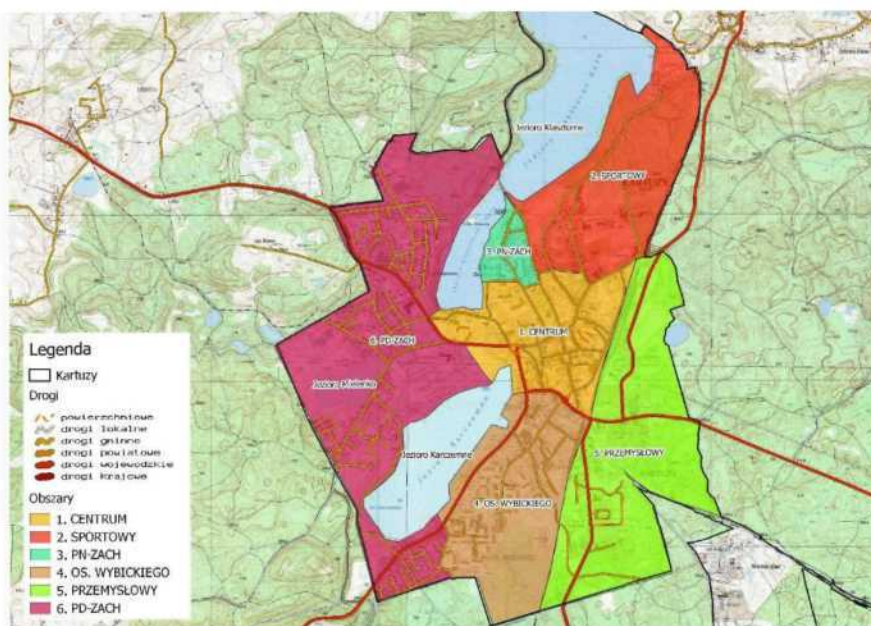 Jezioro Klasztorne
2. SPORTOWY
3. PN-ZACH
1. CENTRUM
6. PD-ZACH
Jezioro Karczemne
5. PRZEMYSŁOWY
4. OS. WYBICKIEGO
Legenda
Kartuzy
Drogi
powierzchniowe
drogi lokalne
drogi gminne
drogi powiatowe
drogi wojewodzkie
drogi krajowe
Obszary
1. CENTRUM
2. SPORTOWY
3. PN-ZACH
4. OS. WYBICKIEGO
5. PRZEMYSŁOWY
6. PD-ZACH